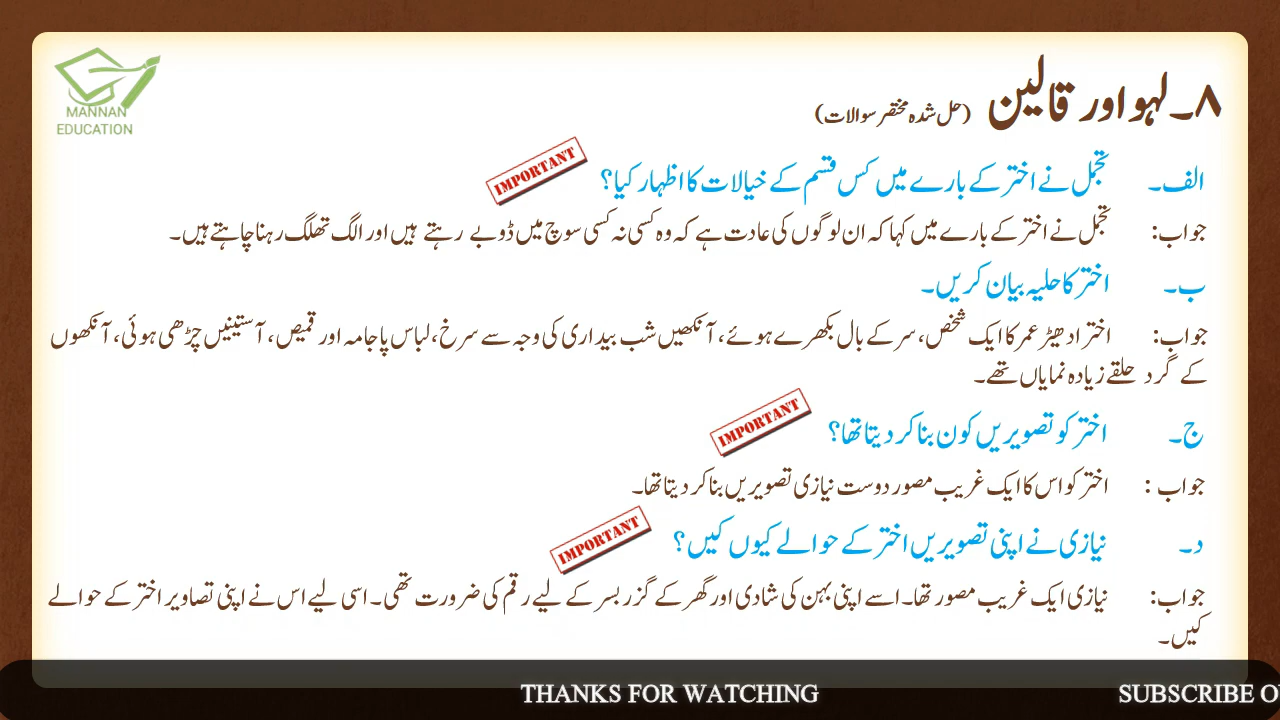 MANNAN
EDUCATION
۸۔ لہو اور قالین (حل شدہ مختصر سوالات)
الف۔ تجمل نے اختر کے بارے میں کس قسم کے خیالات کا اظہار کیا؟ IMPORTANT
جواب: تجمل نے اختر کے بارے میں کہا کہ ان لوگوں کی عادت ہے کہ وہ کسی نہ کسی سوچ میں ڈوبے رہتے ہیں اور الگ تھلگ رہنا چاہتے ہیں۔
ب۔ اختر کا حلیہ بیان کریں۔
جواب: اختر ادھیڑ عمر کا ایک شخص، سر کے بال بکھرے ہوئے، آنکھیں شب بیداری کی وجہ سے سرخ، لباس پاجامہ اور قمیص، آستینیں چڑھی ہوئی، آنکھوں
کے گرد حلقے زیادہ نمایاں تھے۔
ج۔ اختر کو تصویریں کون بنا کر دیتا تھا؟ IMPORTANT
جواب : اختر کو اس کا ایک غریب مصور دوست نیازی تصویریں بنا کر دیتا تھا۔
د۔ نیازی نے اپنی تصویریں اختر کے حوالے کیوں کیں؟ IMPORTANT
جواب: نیازی ایک غریب مصور تھا۔ اسے اپنی بہن کی شادی اور گھر کے گزر بسر کے لیے رقم کی ضرورت تھی۔ اسی لیے اس نے اپنی تصاویر اختر کے حوالے
کیں۔
THANKS FOR WATCHING SUBSCRIBE